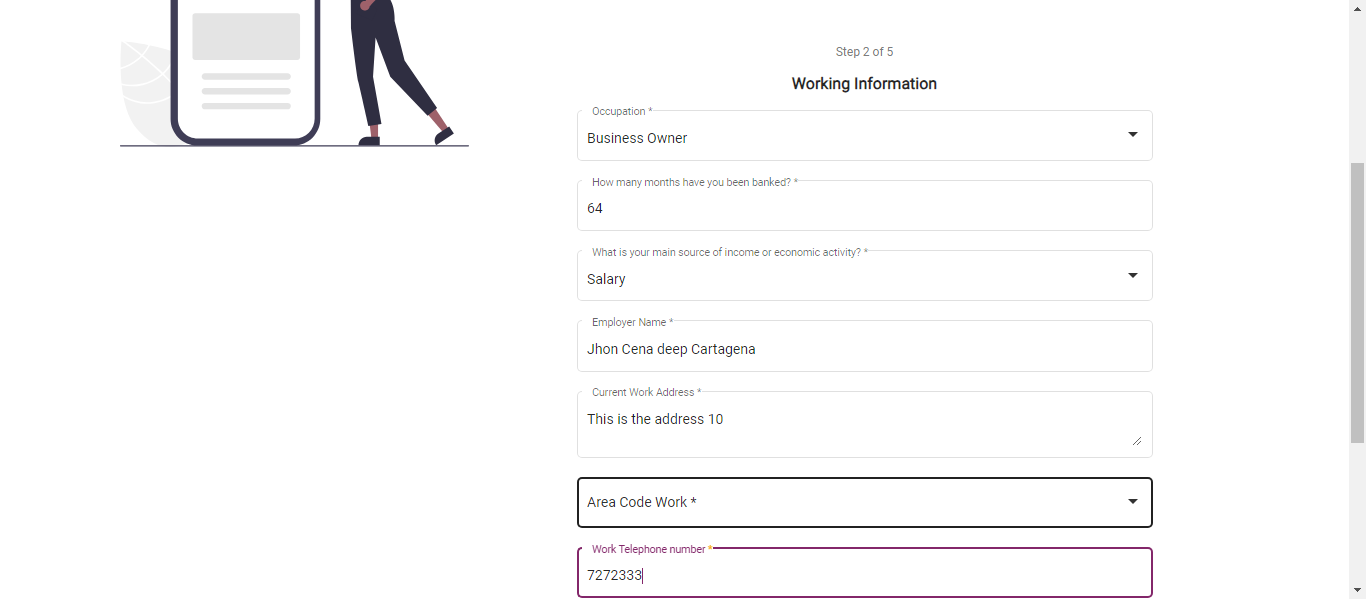 Step 2 of 5
Working Information
Occupation *
Business Owner
How many months have you been banked? *
64
What is your main source of income or economic activity? *
Salary
Employer Name *
Jhon Cena deep Cartagena
Current Work Address *
This is the address 10
Area Code Work *
Work Telephone number *
7272333